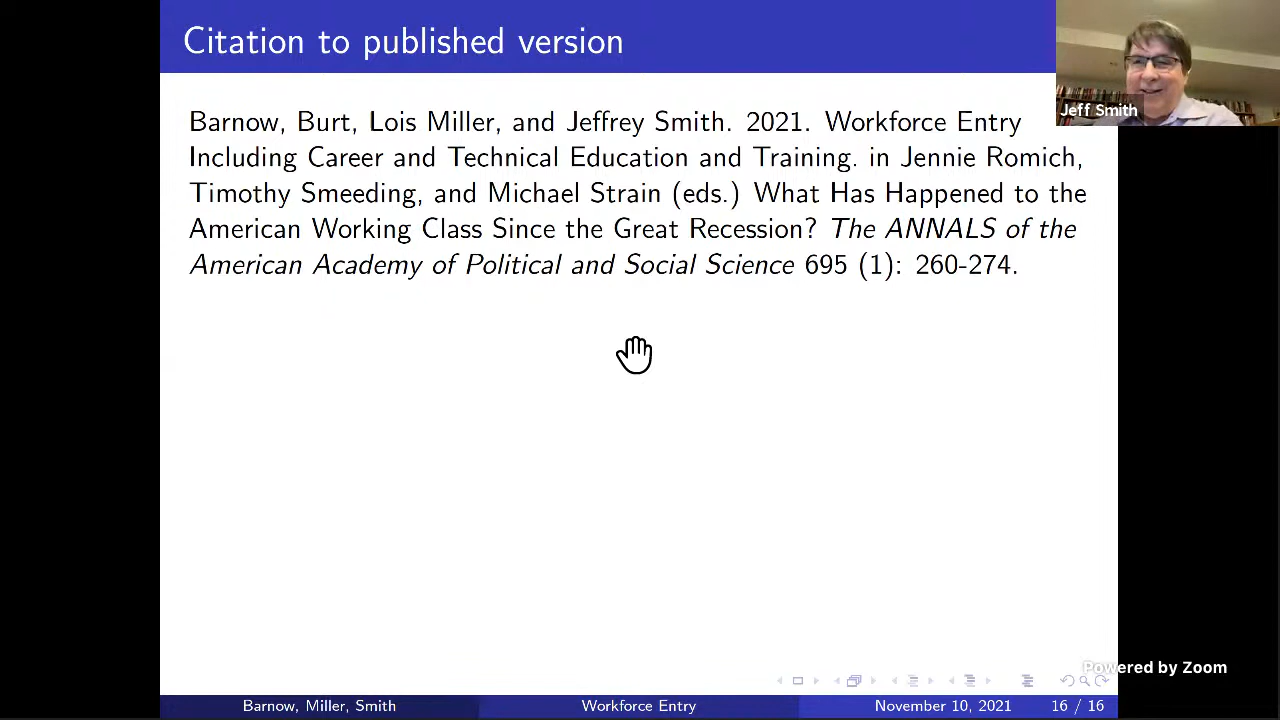 Citation to published version
Jeff Smith
Barnow, Burt, Lois Miller, and Jeffrey Smith. 2021. Workforce Entry
Including Career and Technical Education and Training. in Jennie Romich,
Timothy Smeeding, and Michael Strain (eds.) What Has Happened to the
American Working Class Since the Great Recession? The ANNALS of the
American Academy of Political and Social Science 695 (1): 260-274.
Powered by Zoom
Barnow, Miller, Smith
Workforce Entry
November 10, 2021
16 / 16